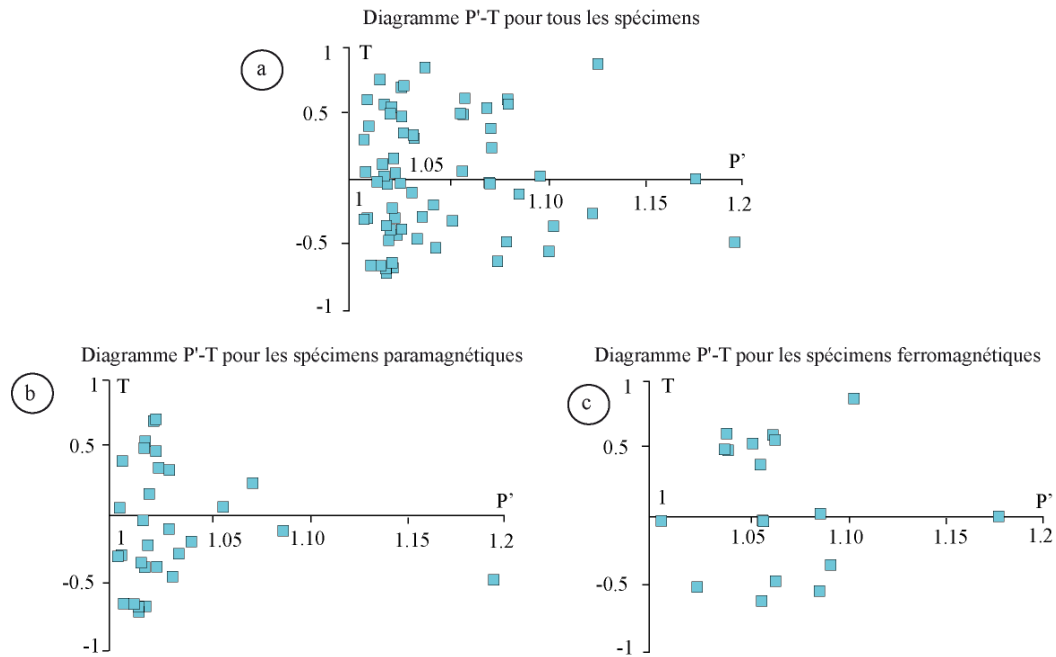 Diagramme P'-T pour tous les spécimens
a
1
T
0.5
1.05
P'
1
1.10
1.15
1.2
-0.5
-1
Diagramme P'-T pour les spécimens paramagnétiques
b
1
T
0.5
P'
1
1.05
1.10
1.15
1.2
-0.5
-1
Diagramme P'-T pour les spécimens ferromagnétiques
c
1
T
0.5
1
P'
1.05
1.10
1.15
1.2
-0.5
-1